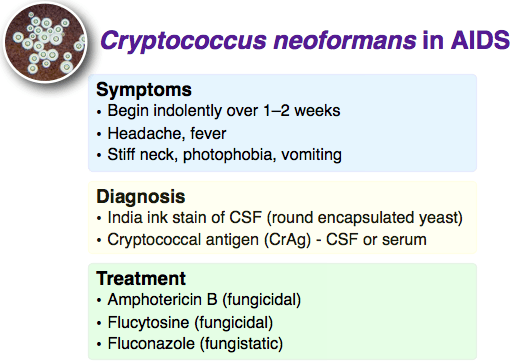 Cryptococcus neoformans in AIDS
Symptoms
• Begin indolently over 1–2 weeks
• Headache, fever
• Stiff neck, photophobia, vomiting
Diagnosis
• India ink stain of CSF (round encapsulated yeast)
• Cryptococcal antigen (CrAg) - CSF or serum
Treatment
• Amphotericin B (fungicidal)
• Flucytosine (fungicidal)
• Fluconazole (fungistatic)